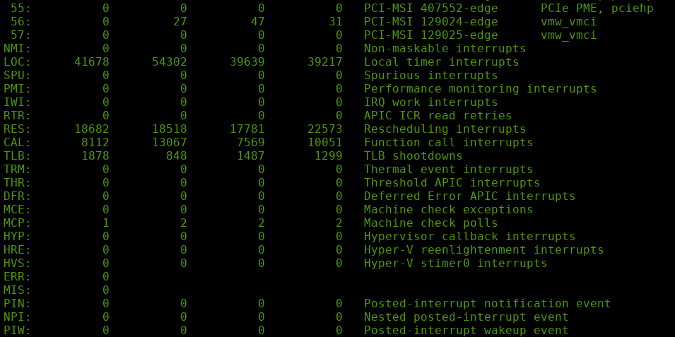 55: 0 0 0 0 PCI-MSI 407552-edge PCIe PME, pciehp
56: 0 27 47 31 PCI-MSI 129024-edge vmw_vmci
57: 0 0 0 0 PCI-MSI 129025-edge vmw_vmci
NMI: 0 0 0 0 Non-maskable interrupts
LOC: 41678 54302 39639 39217 Local timer interrupts
SPU: 0 0 0 0 Spurious interrupts
PMI: 0 0 0 0 Performance monitoring interrupts
IWI: 0 0 0 0 IRQ work interrupts
RTR: 0 0 0 0 APIC ICR read retries
RES: 18682 18518 17781 22573 Rescheduling interrupts
CAL: 8112 13067 7569 10051 Function call interrupts
TLB: 1878 848 1487 1299 TLB shootdowns
TRM: 0 0 0 0 Thermal event interrupts
THR: 0 0 0 0 Threshold APIC interrupts
DFR: 0 0 0 0 Deferred Error APIC interrupts
MCE: 0 0 0 0 Machine check exceptions
MCP: 1 2 2 2 Machine check polls
HYP: 0 0 0 0 Hypervisor callback interrupts
HRE: 0 0 0 0 Hyper-V reenlightenment interrupts
HVS: 0 0 0 0 Hyper-V stimer0 interrupts
ERR: 0
MIS: 0
PIN: 0 0 0 0 Posted-interrupt notification event
NPI: 0 0 0 0 Nested posted-interrupt event
PIW: 0 0 0 0 Posted-interrupt wakeup event